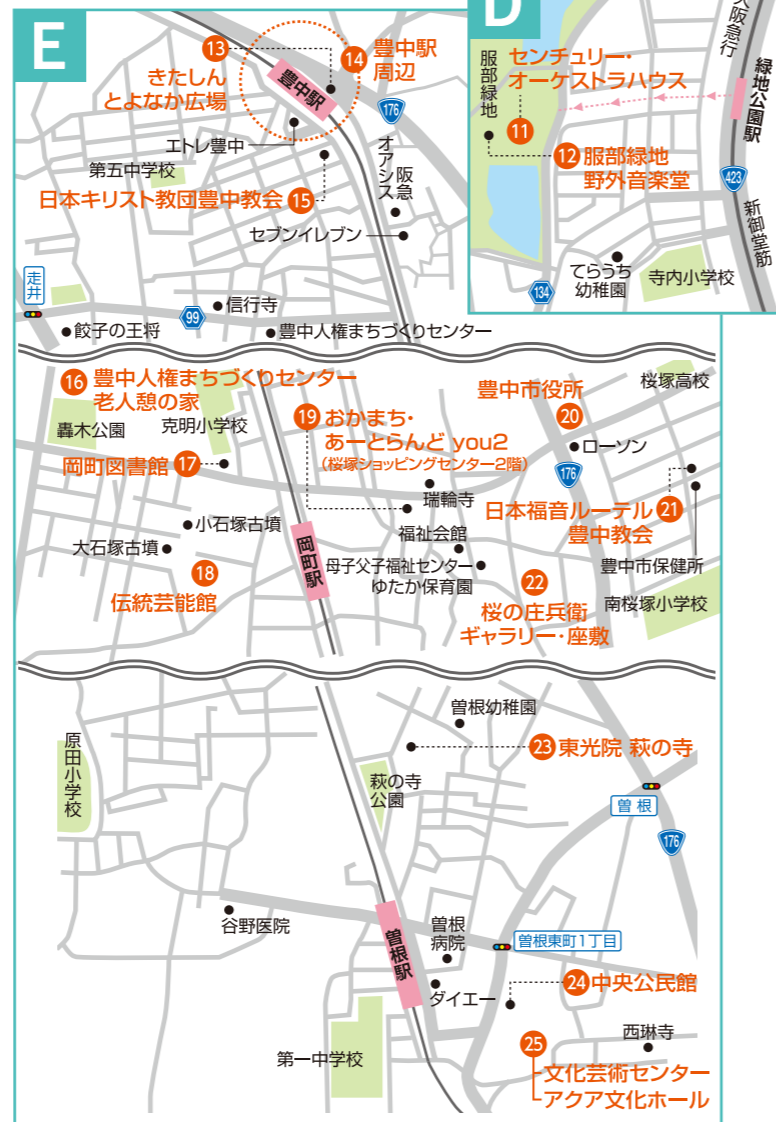 E
13
14 豊中駅
周辺
きたしん
とよなか広場
豊中駅
176
エトレ豊中
第五中学校
オアシス
阪急
日本キリスト教団豊中教会 15
セブンイレブン
走井
99
信行寺
餃子の王将
豊中人権まちづくりセンター
D
大阪急行
服部緑地
センチュリー・
オーケストラハウス
11
緑地公園駅
12 服部緑地
野外音楽堂
423
新御堂筋
てらうち
幼稚園
寺内小学校
134
16 豊中人権まちづくりセンター
老人憩の家
轟木公園
克明小学校
岡町図書館 17
19 おかまち・
あーとらんど you2
(桜塚ショッピングセンター2階)
豊中市役所
20
桜塚高校
ローソン
176
瑞輪寺
日本福音ルーテル 21
豊中教会
小石塚古墳
大石塚古墳
岡町駅
福祉会館
母子父子福祉センター
ゆたか保育園
豊中市保健所
18
伝統芸能館
22
桜の庄兵衛
ギャラリー・座敷
南桜塚小学校
曽根幼稚園
原田小学校
23 東光院 萩の寺
萩の寺
公園
曽根
176
谷野医院
曽根駅
曽根
病院
曽根東町1丁目
ダイエー
24 中央公民館
西琳寺
第一中学校
25
文化芸術センター
アクア文化ホール